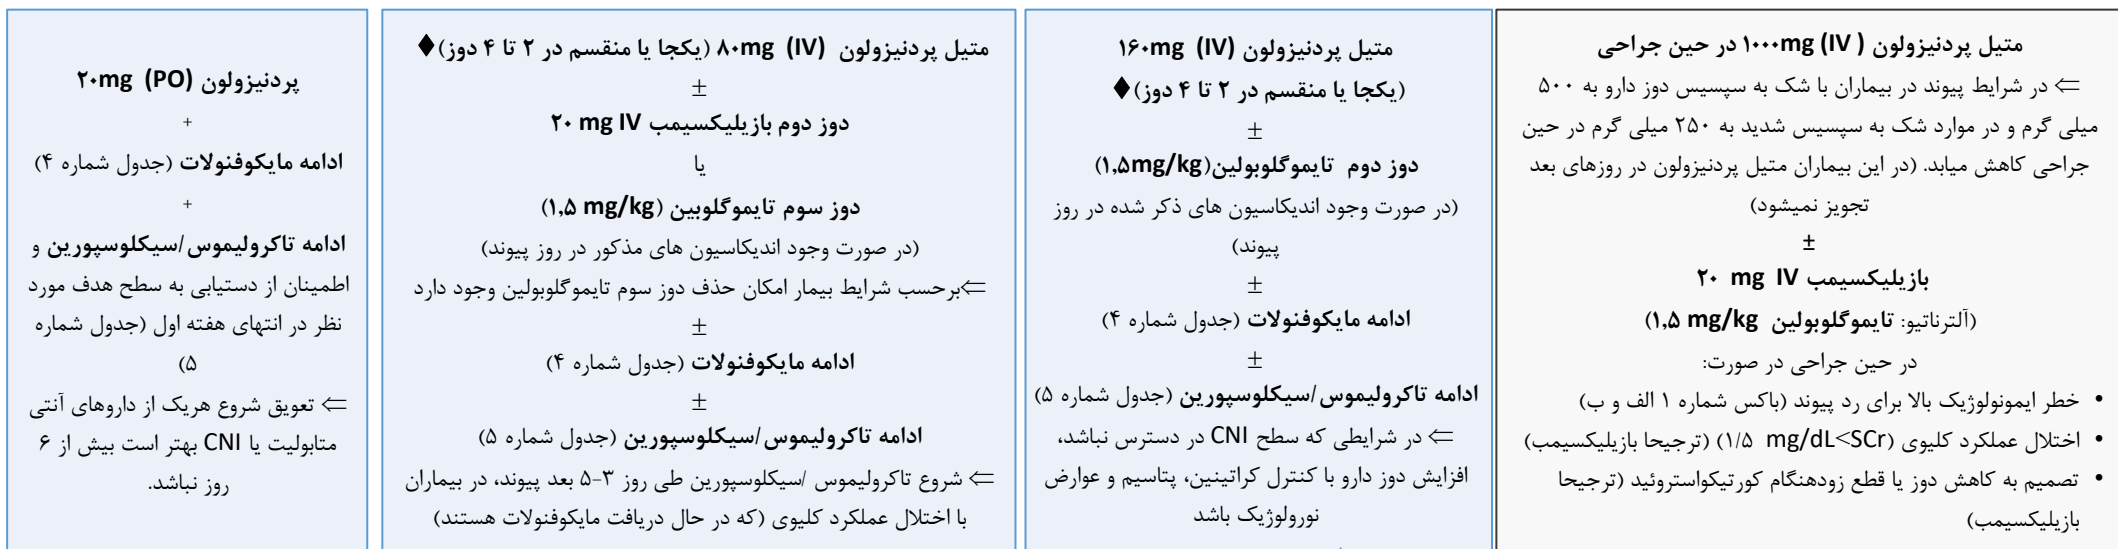 متیل پردنیزولون ( IV) ۱۰۰۰mg در حین جراحی
⇐ در شرایط پیوند در بیماران با شک به سپسیس دوز دارو به ۵۰۰
میلی گرم و در موارد شک به سپسیس شدید به ۲۵۰ میلی گرم در حین
جراحی کاهش میابد. (در این بیماران متیل پردنیزولون در روزهای بعد
تجویز نمیشود)
±
بازیلیکسیمب ۲۰ mg IV
(آلترناتیو: تایموگلوبولین ۱,۵ mg/kg)
در حین جراحی در صورت:
• خطر ایمونولوژیک بالا برای رد پیوند (باکس شماره ۱ الف و ب)
• اختلال عملکرد کلیوی (۱/۵ mg/dL<SCr) (ترجیحا بازیلیکسیمب)
• تصمیم به کاهش دوز یا قطع زودهنگام کورتیکواستروئید (ترجیحا
بازیلیکسیمب)
متیل پردنیزولون (IV) ۱۶۰mg
(یکجا یا منقسم در ۲ تا ۴ دوز)♦
±
دوز دوم تایموگلوبولین(۱,۵mg/kg)
(در صورت وجود اندیکاسیون های ذکر شده در روز
پیوند)
±
ادامه مایکوفنولات (جدول شماره ۴)
±
ادامه تاکرولیموس/سیکلوسپورین (جدول شماره ۵)
⇐ در شرایطی که سطح CNI در دسترس نباشد،
افزایش دوز دارو با کنترل کراتینین، پتاسیم و عوارض
نورولوژیک باشد
متیل پردنیزولون (IV) ۸۰mg (یکجا یا منقسم در ۲ تا ۴ دوز)♦
±
دوز دوم بازیلیکسیمب ۲۰ mg IV
یا
دوز سوم تایموگلوبین (۱,۵ mg/kg)
(در صورت وجود اندیکاسیون های مذکور در روز پیوند)
⇐برحسب شرایط بیمار امکان حذف دوز سوم تایموگلوبولین وجود دارد
±
ادامه مایکوفنولات (جدول شماره ۴)
±
ادامه تاکرولیموس/سیکلوسپورین (جدول شماره ۵)
⇐ شروع تاکرولیموس /سیکلوسپورین طی روز ۳-۵ بعد پیوند، در بیماران
با اختلال عملکرد کلیوی (که در حال دریافت مایکوفنولات هستند)
پردنیزولون (PO) ۲۰mg
+
ادامه مایکوفنولات (جدول شماره ۴)
+
ادامه تاکرولیموس/سیکلوسپورین و
اطمینان از دستیابی به سطح هدف مورد
نظر در انتهای هفته اول (جدول شماره
۵)
⇐ تعویق شروع هریک از داروهای آنتی
متابولیت یا CNI بهتر است بیش از ۶
روز نباشد.